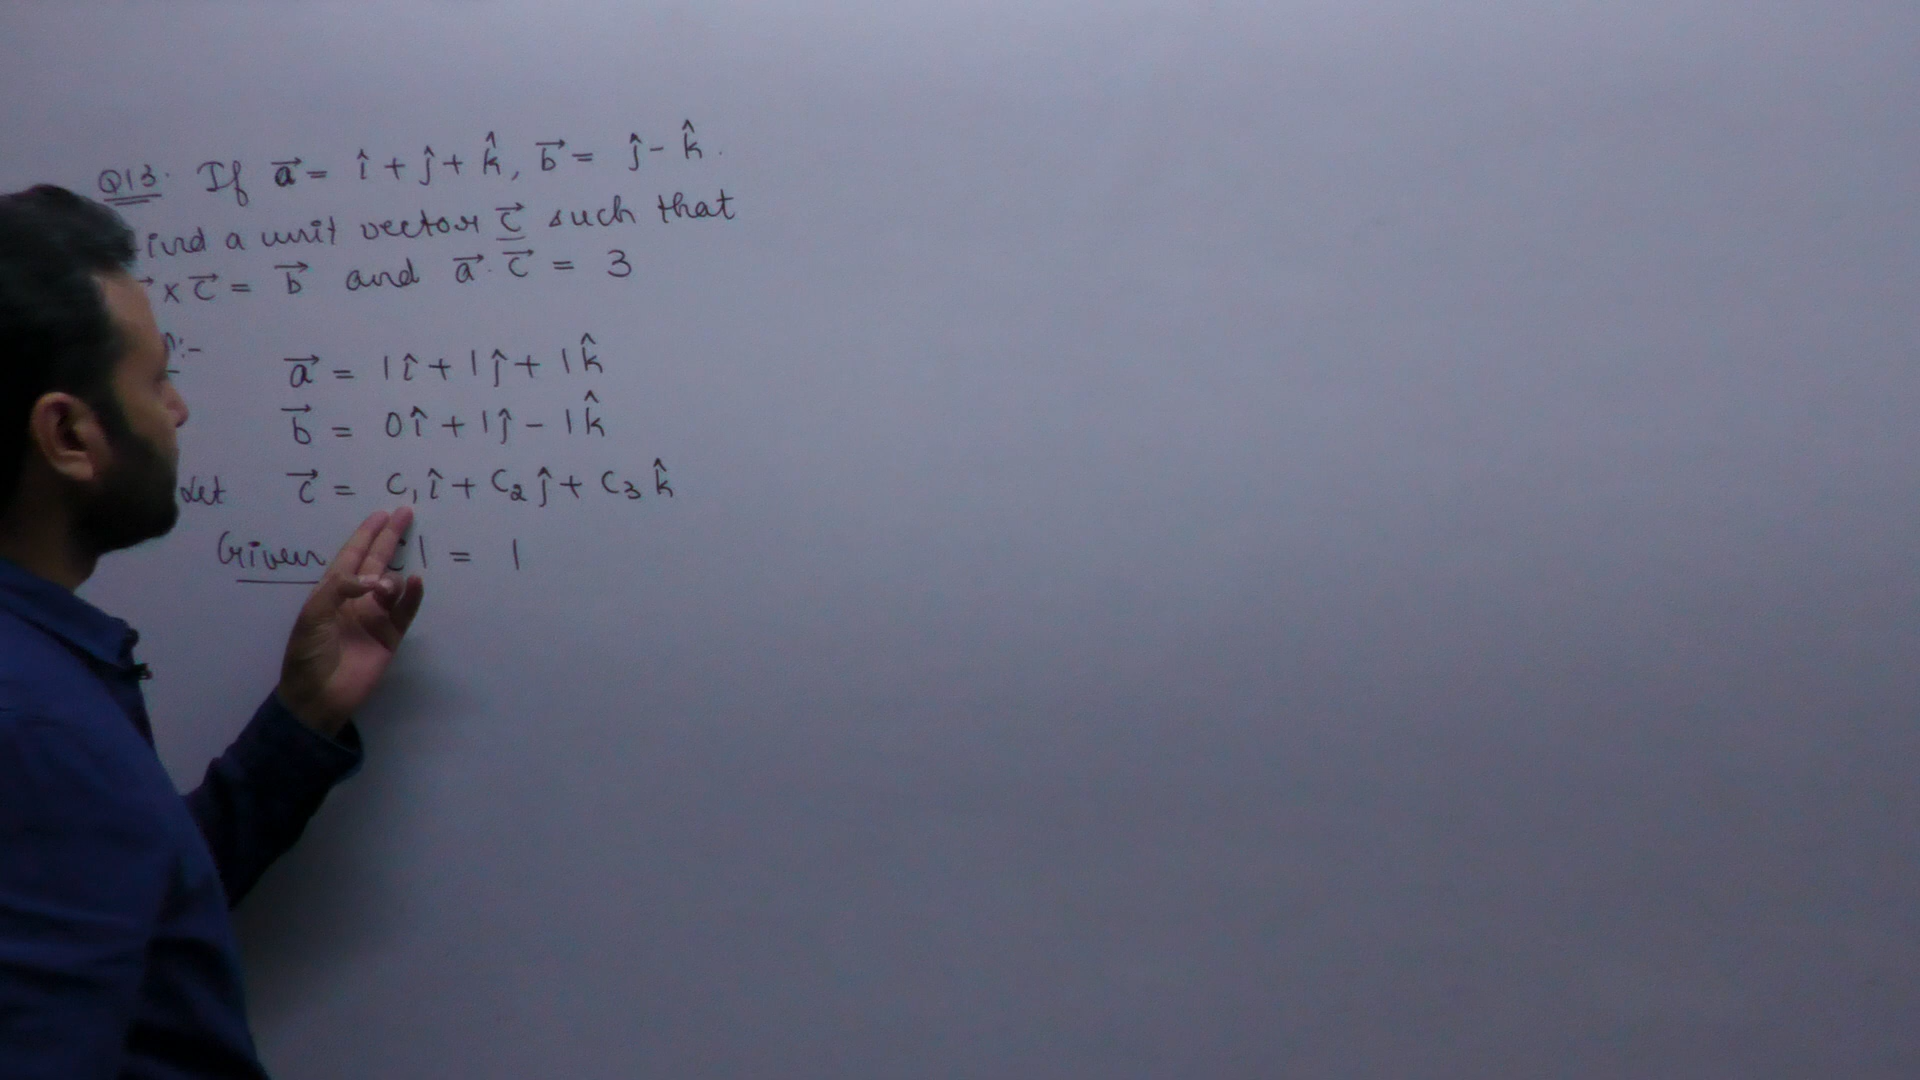 Q13. If a⃗ = î + ĵ + k̂, b⃗ = ĵ - k̂.
ind a unit vector c⃗ such that
× c⃗ = b⃗ and a⃗. c⃗ = 3
:-
a⃗ = 1î + 1ĵ + 1k̂
b⃗ = 0î + 1ĵ - 1k̂
Let c⃗ = c₁î + c₂ĵ + c₃k̂
Given c| = 1